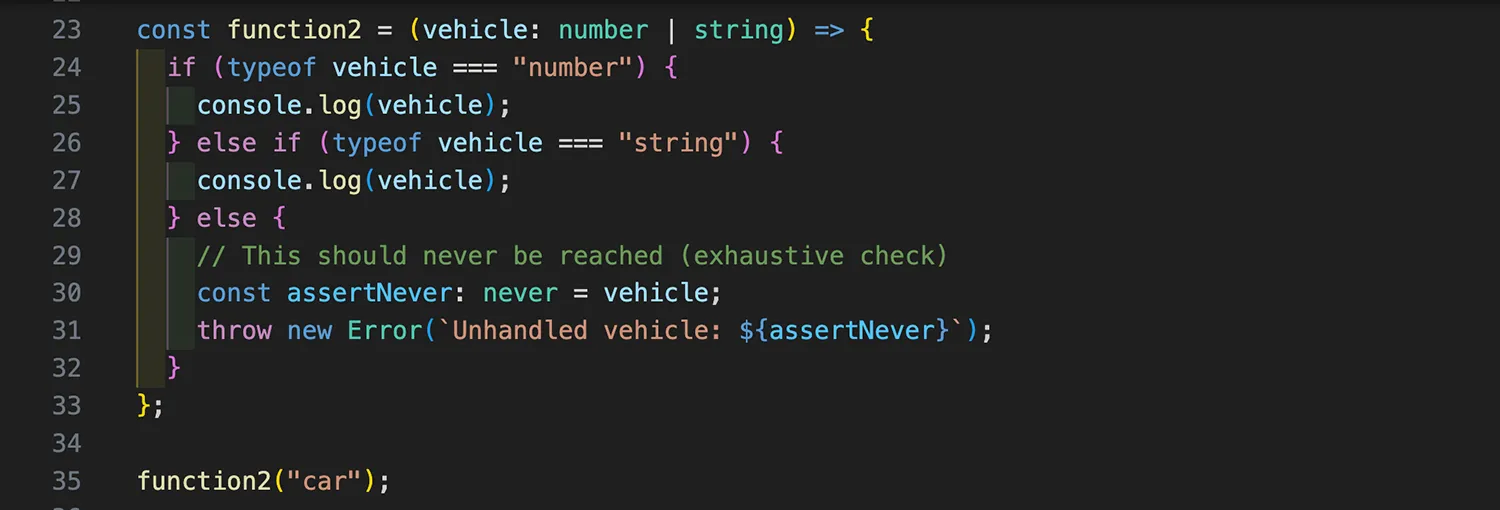 23 const function2 = (vehicle: number | string) => {
24 if (typeof vehicle === "number") {
25 console.log(vehicle);
26 } else if (typeof vehicle === "string") {
27 console.log(vehicle);
28 } else {
29 // This should never be reached (exhaustive check)
30 const assertNever: never = vehicle;
31 throw new Error(`Unhandled vehicle: ${assertNever}`);
32 }
33 };
34
35 function2("car");